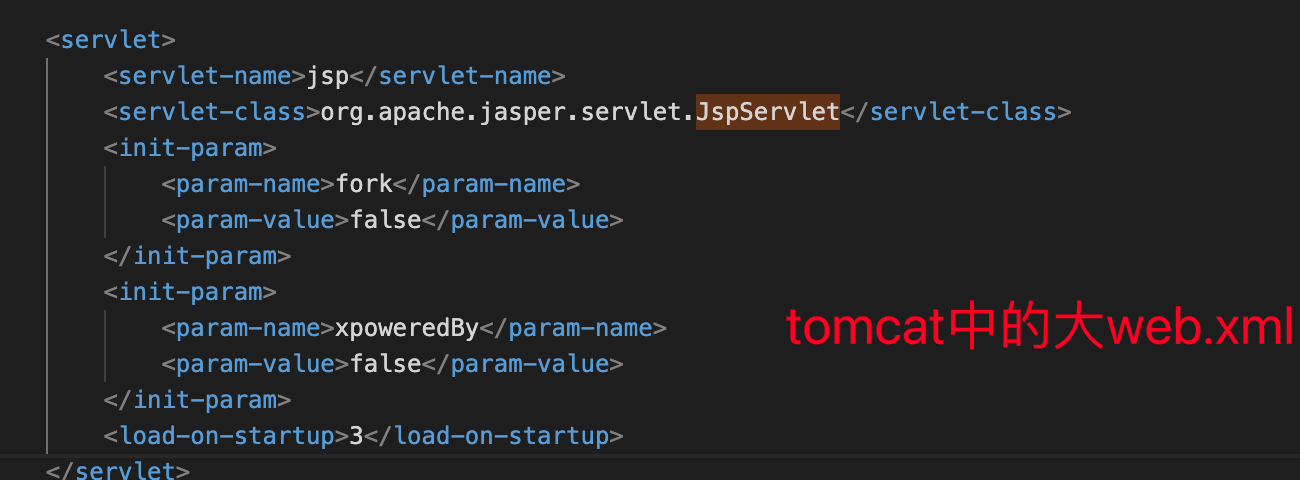 <servlet>
<servlet-name>jsp</servlet-name>
<servlet-class>org.apache.jasper.servlet.JspServlet</servlet-class>
<init-param>
<param-name>fork</param-name>
<param-value>false</param-value>
</init-param>
<init-param>
<param-name>xpoweredBy</param-name>
tomcat中的大web.xml
<param-value>false</param-value>
</init-param>
<load-on-startup>3</load-on-startup>
</servlet>